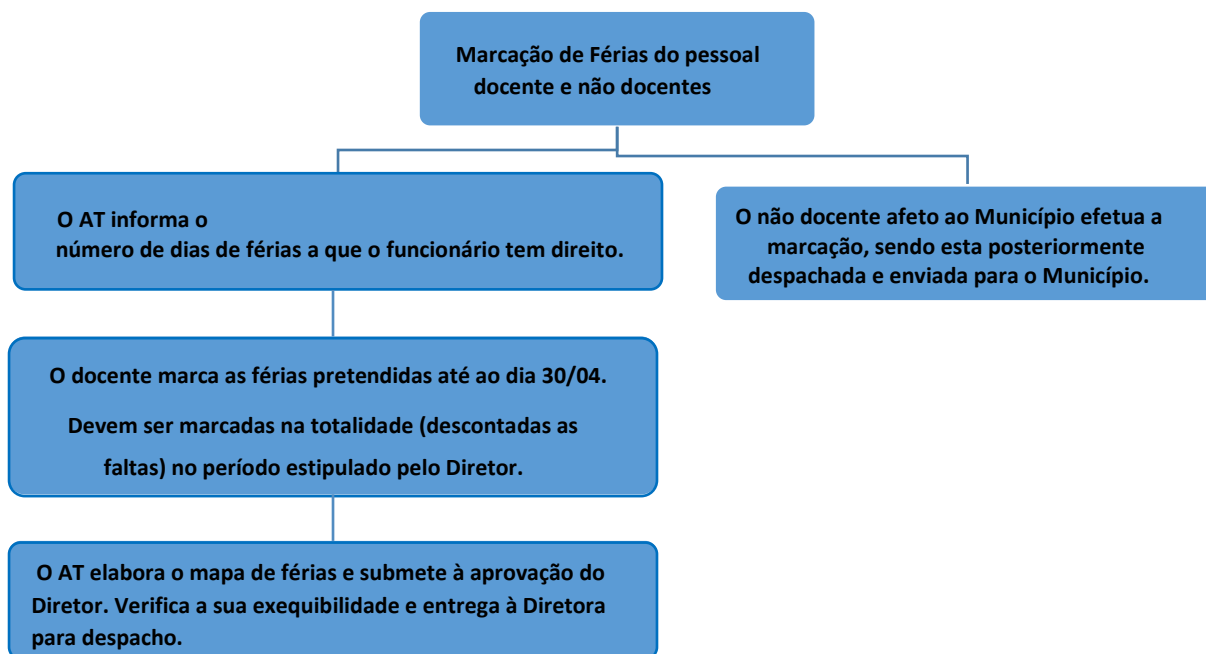 Marcação de Férias do pessoal
docente e não docentes
O AT informa o
número de dias de férias a que o funcionário tem direito.
O não docente afeto ao Município efetua a
marcação, sendo esta posteriormente
despachada e enviada para o Município.
O docente marca as férias pretendidas até ao dia 30/04.
Devem ser marcadas na totalidade (descontadas as
faltas) no período estipulado pelo Diretor.
O AT elabora o mapa de férias e submete à aprovação do
Diretor. Verifica a sua exequibilidade e entrega à Diretora
para despacho.